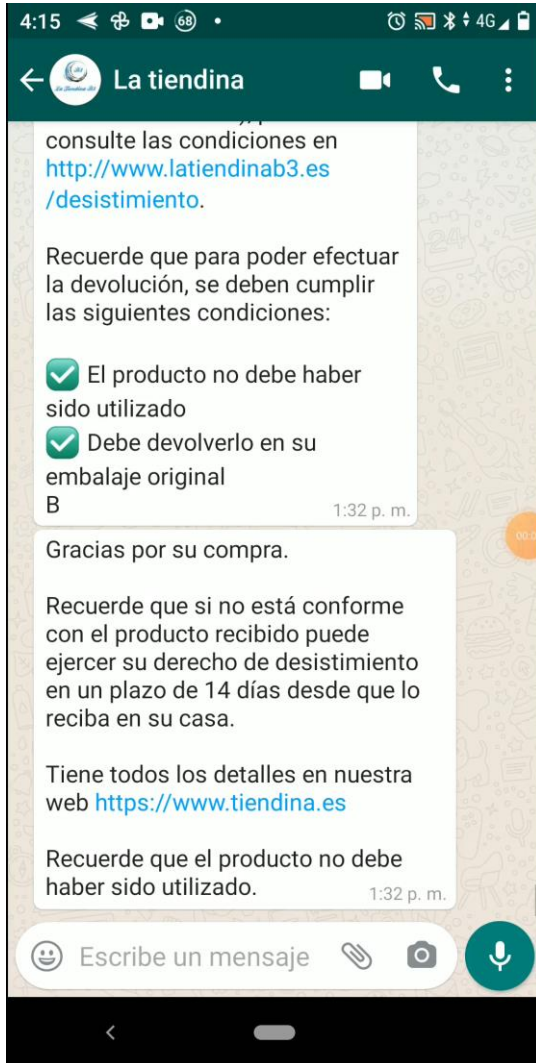 4:15 68 4G
La tiendina
consulte las condiciones en
http://www.latiendinab3.es
/desistimiento.
Recuerde que para poder efectuar
la devolución, se deben cumplir
las siguientes condiciones:
✅ El producto no debe haber
sido utilizado
✅ Debe devolverlo en su
embalaje original
B
1:32 p. m.
Gracias por su compra.
Recuerde que si no está conforme
con el producto recibido puede
ejercer su derecho de desistimiento
en un plazo de 14 días desde que lo
reciba en su casa.
Tiene todos los detalles en nuestra
web https://www.tiendina.es
Recuerde que el producto no debe
haber sido utilizado.
1:32 p. m.
Escribe un mensaje